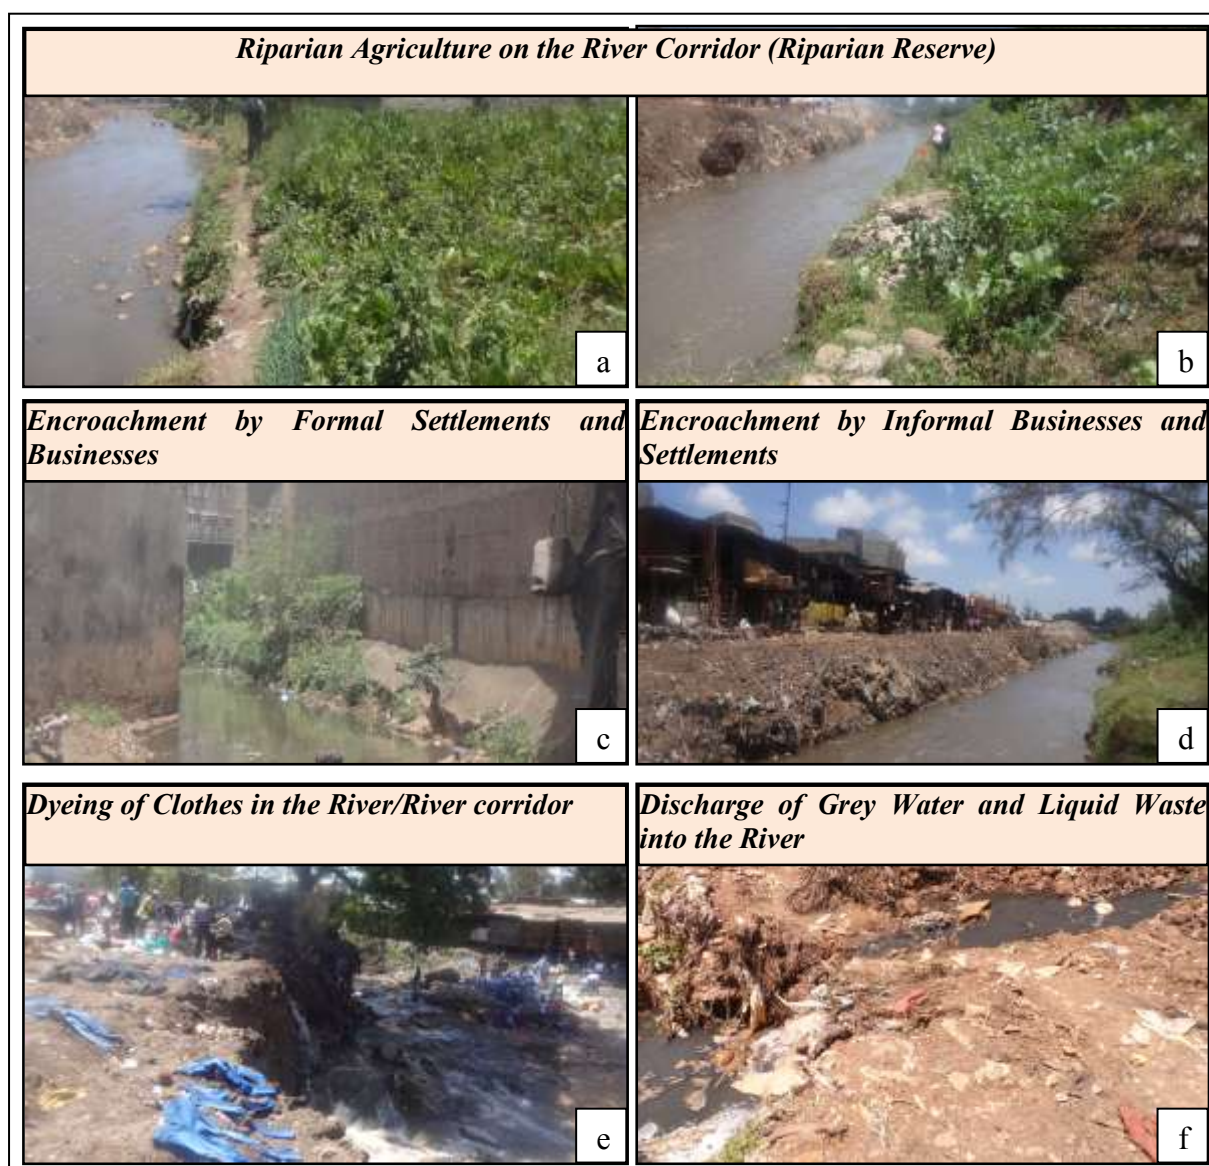 Riparian Agriculture on the River Corridor (Riparian Reserve)
a
b
Encroachment by Formal Settlements and
Businesses
Encroachment by Informal Businesses and
Settlements
c
d
Dyeing of Clothes in the River/River corridor
Discharge of Grey Water and Liquid Waste
into the River
e
f